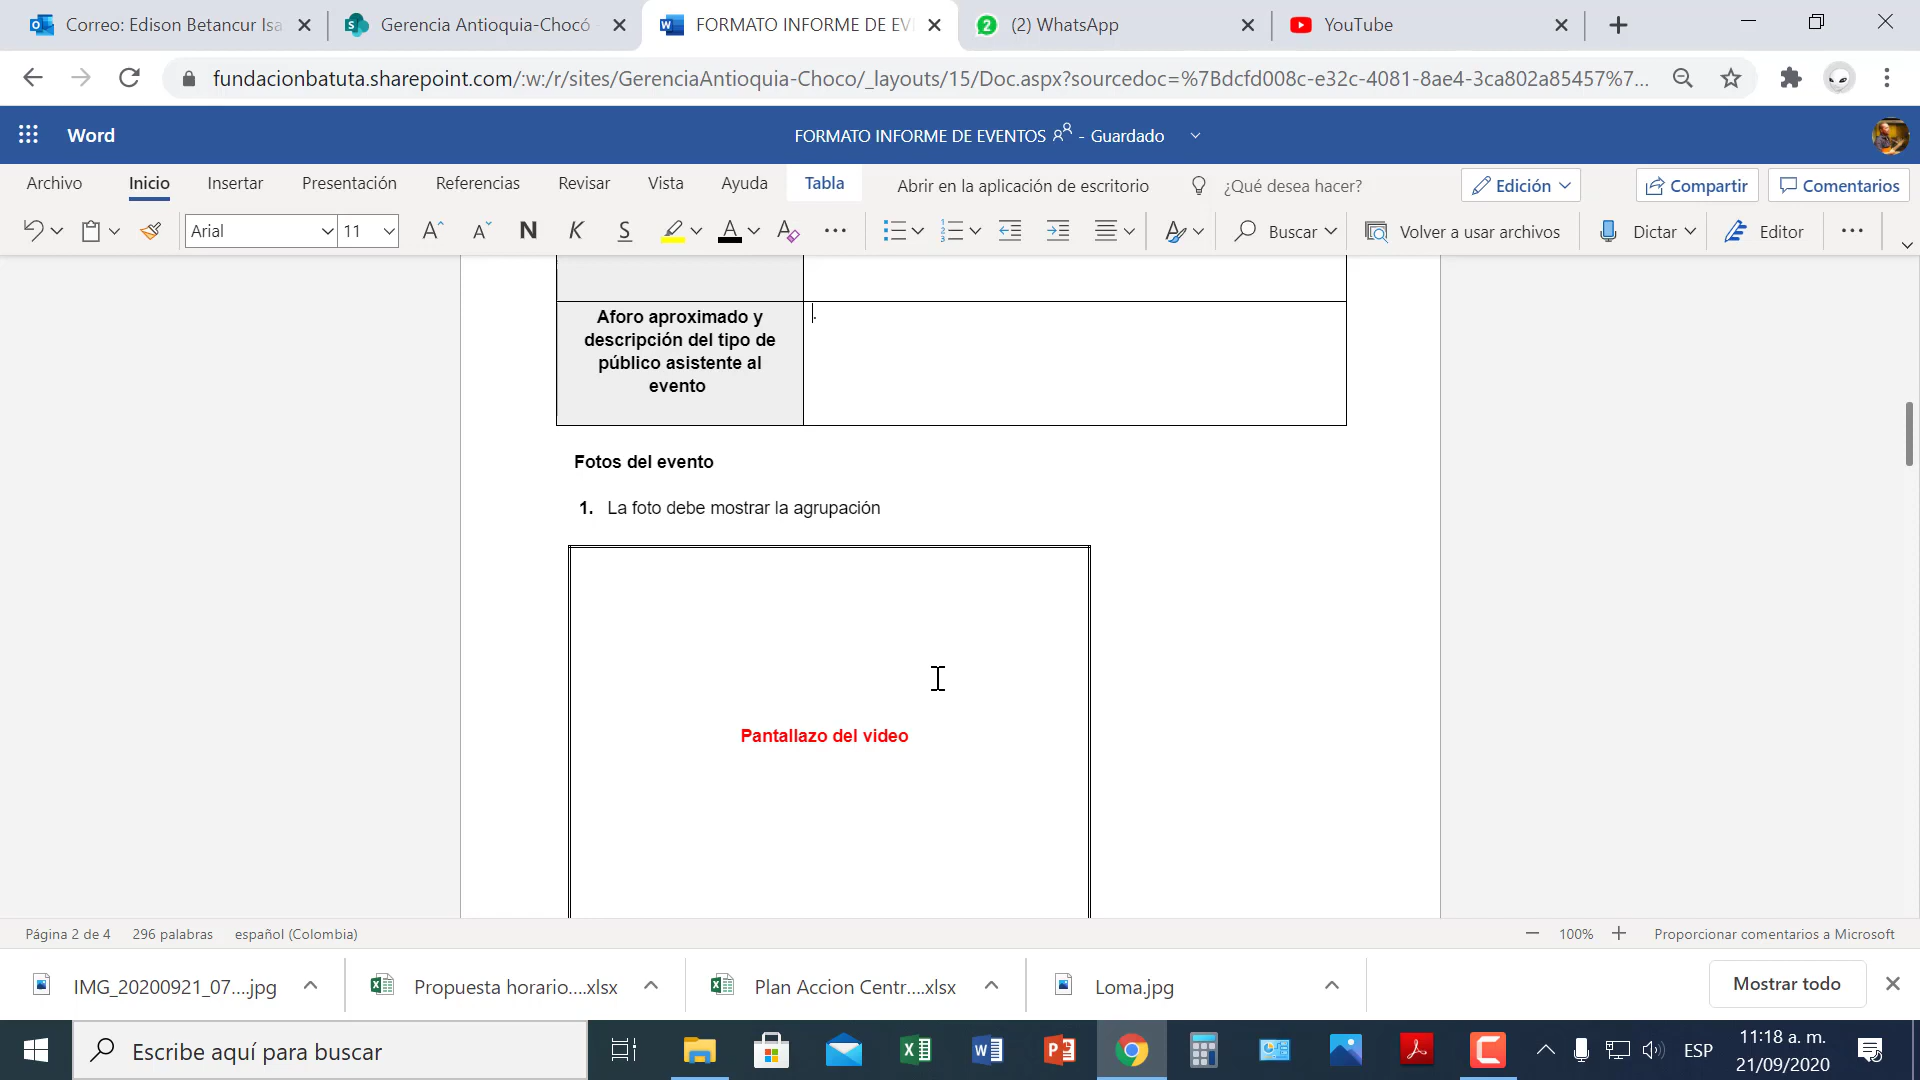 Correo: Edison Betancur Isa
Gerencia Antioquia-Chocó
FORMATO INFORME DE EV
(2) WhatsApp
YouTube
fundacionbatuta.sharepoint.com/:w:/r/sites/GerenciaAntioquia-Choco/_layouts/15/Doc.aspx?sourcedoc=%7Bdcfd008c-e32c-4081-8ae4-3ca802a85457%7...
Word
FORMATO INFORME DE EVENTOS - Guardado
Archivo Inicio Insertar Presentación Referencias Revisar Vista Ayuda Tabla Abrir en la aplicación de escritorio ¿Qué desea hacer? Edición Compartir Comentarios
Arial 11 N K S A Buscar Volver a usar archivos Dictar Editor
Aforo aproximado y
descripción del tipo de
público asistente al
evento
.
Fotos del evento
1. La foto debe mostrar la agrupación
Pantallazo del video
Página 2 de 4 296 palabras español (Colombia) 100% Proporcionar comentarios a Microsoft
IMG_20200921_07....jpg Propuesta horario....xlsx Plan Accion Centr....xlsx Loma.jpg Mostrar todo
Escribe aquí para buscar
ESP
11:18 a. m.
21/09/2020